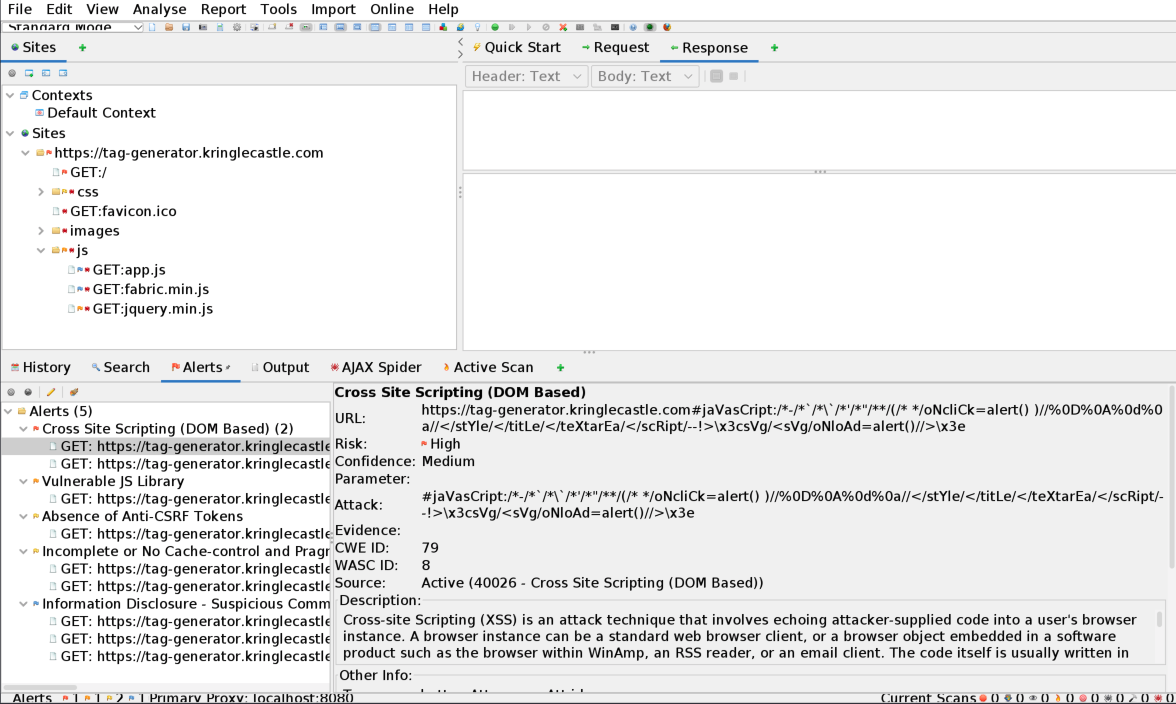 File Edit View Analyse Report Tools Import Online Help
Standard Mode
Sites
Quick Start Request Response
Header: Text Body: Text
Contexts
Default Context
Sites
https://tag-generator.kringlecastle.com
GET:/
css
GET:favicon.ico
images
js
GET:app.js
GET:fabric.min.js
GET:jquery.min.js
History Search Alerts Output AJAX Spider Active Scan
Alerts (5)
Cross Site Scripting (DOM Based) (2)
GET: https://tag-generator.kringlecastle
GET: https://tag-generator.kringlecastle
Vulnerable JS Library
GET: https://tag-generator.kringlecastle
Absence of Anti-CSRF Tokens
GET: https://tag-generator.kringlecastle
Incomplete or No Cache-control and Pragr
GET: https://tag-generator.kringlecastle
GET: https://tag-generator.kringlecastle
Information Disclosure - Suspicious Comm
GET: https://tag-generator.kringlecastle
GET: https://tag-generator.kringlecastle
GET: https://tag-generator.kringlecastle
Cross Site Scripting (DOM Based)
URL: https://tag-generator.kringlecastle.com#jaVasCript:/*-/*`/*\`/*'/*"/**/(/* */oNcliCk=alert() )//%0D%0A%0d%0
a//</stYle/</titLe/</teXtarEa/</scRipt/--!>\x3csVg/<sVg/oNloAd=alert()//>\x3e
Risk: High
Confidence: Medium
Parameter:
Attack: #jaVasCript:/*-/*`/*\`/*'/*"/**/(/* */oNcliCk=alert() )//%0D%0A%0d%0a//</stYle/</titLe/</teXtarEa/</scRipt/-
-!>\x3csVg/<sVg/oNloAd=alert()//>\x3e
Evidence:
CWE ID: 79
WASC ID: 8
Source: Active (40026 - Cross Site Scripting (DOM Based))
Description:
Cross-site Scripting (XSS) is an attack technique that involves echoing attacker-supplied code into a user's browser
instance. A browser instance can be a standard web browser client, or a browser object embedded in a software
product such as the browser within WinAmp, an RSS reader, or an email client. The code itself is usually written in
Other Info:
Alerts 1 1 2 1 Primary Proxy: localhost:8080
Current Scans 0 0 0 0 0 0 0 0